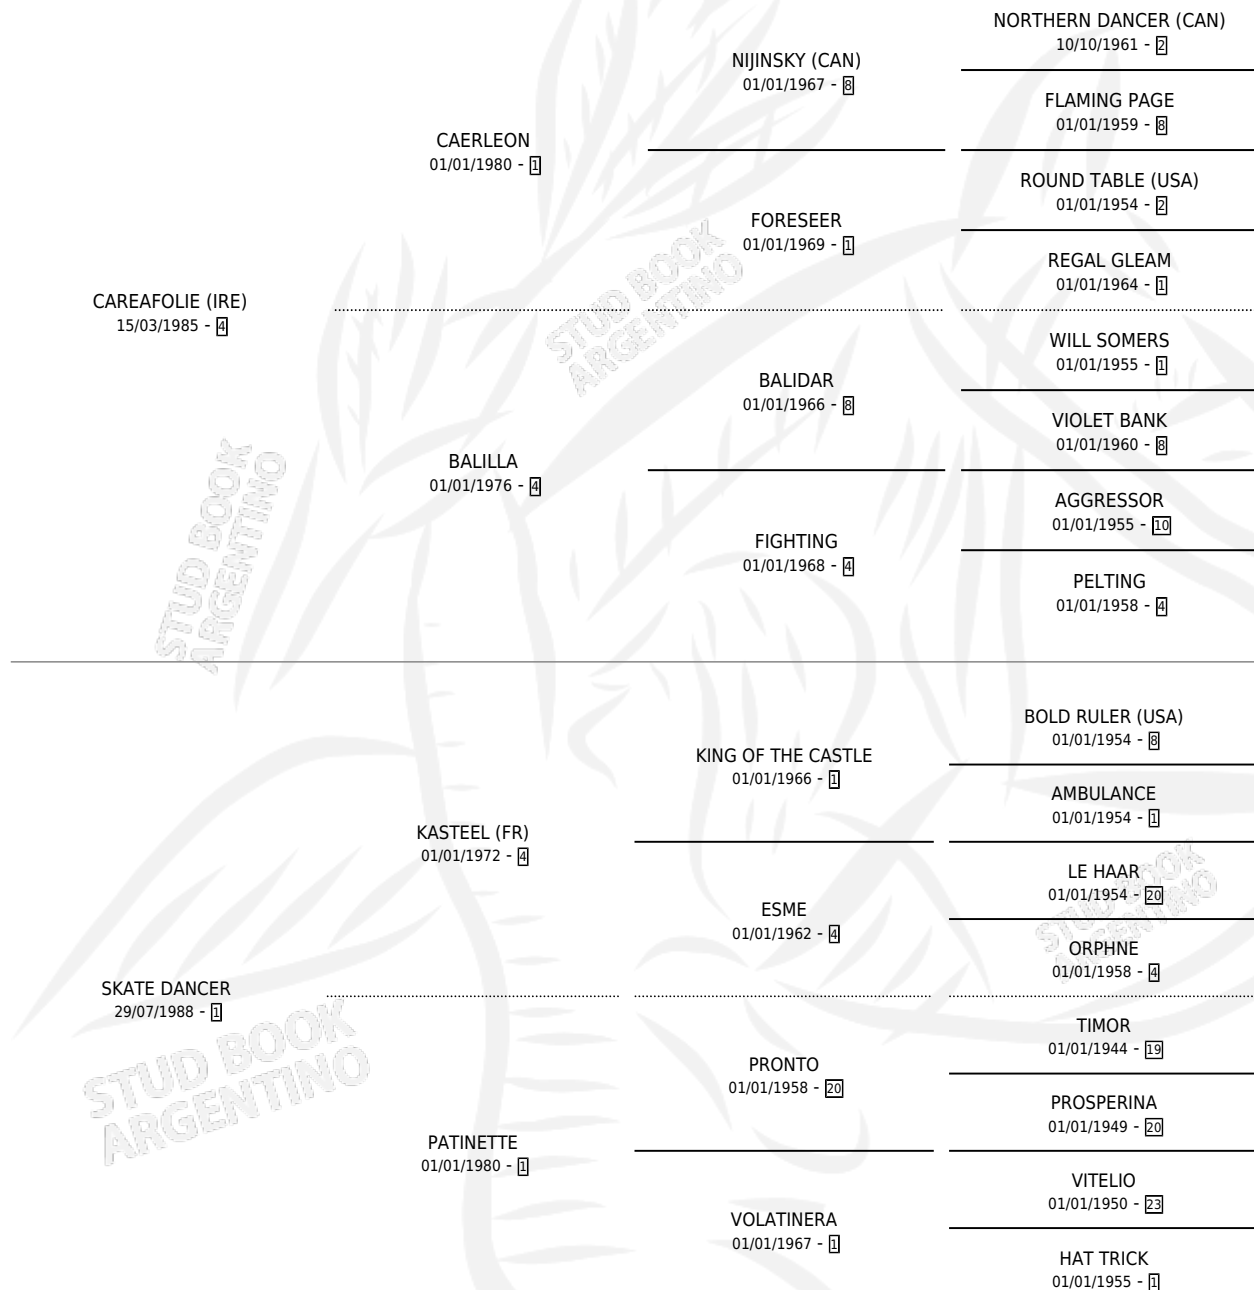 NORTHERN DANCER (CAN)
10/10/1961 - 2
NIJINSKY (CAN)
01/01/1967 - 8
FLAMING PAGE
01/01/1959 - 8
CAERLEON
01/01/1980 - 1
ROUND TABLE (USA)
01/01/1954 - 2
FORESEER
01/01/1969 - 1
REGAL GLEAM
01/01/1964 - 1
CAREAFOLIE (IRE)
15/03/1985 - 4
WILL SOMERS
01/01/1955 - 1
BALIDAR
01/01/1966 - 8
VIOLET BANK
01/01/1960 - 8
BALILLA
01/01/1976 - 4
AGGRESSOR
01/01/1955 - 10
FIGHTING
01/01/1968 - 4
PELTING
01/01/1958 - 4
BOLD RULER (USA)
01/01/1954 - 8
KING OF THE CASTLE
01/01/1966 - 1
AMBULANCE
01/01/1954 - 1
KASTEEL (FR)
01/01/1972 - 4
LE HAAR
01/01/1954 - 20
ESME
01/01/1962 - 4
ORPHNE
01/01/1958 - 4
SKATE DANCER
29/07/1988 - 1
TIMOR
01/01/1944 - 19
PRONTO
01/01/1958 - 20
PROSPERINA
01/01/1949 - 20
PATINETTE
01/01/1980 - 1
VITELIO
01/01/1950 - 23
VOLATINERA
01/01/1967 - 1
HAT TRICK
01/01/1955 - 1
STUD BOOK
ARGENTINO
STUD BOOK
ARGENTINO
STUD BOOK
ARGENTINO
STUD BOOK
ARGENTINO